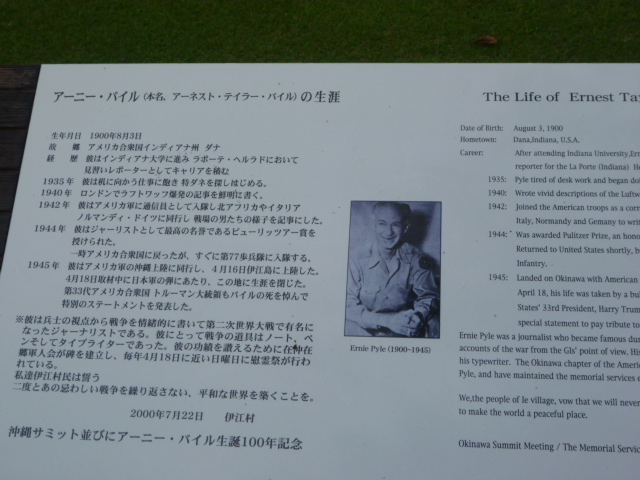 アーニー・パイル(本名、アーネスト・テイラー・パイル)の生涯
生年月日 1900年8月3日
故 郷 アメリカ合衆国インディアナ州 ダナ
経 歴 彼はインディアナ大学に進み ラポーテ・ヘルラドにおいて
見習いレポーターとしてキャリアを積む
1935年 彼は机に向かう仕事に飽き 特ダネを探しはじめる。
1940年 ロンドンでラフトワッフ爆発の記事を鮮明に書く。
1942年 彼はアメリカ軍に通信員として入隊し北アフリカやイタリア
ノルマンディ・ドイツに同行し 戦場の男たちの様子を記事にした。
1944年 彼はジャーリストとして最高の名誉であるピューリッツアー賞を
授けられた。
一時アメリカ合衆国に戻ったが、すぐに第77歩兵隊に入隊する。
1945年 彼はアメリカ軍の沖縄上陸に同行し、4月16日伊江島に上陸した。
4月18日取材中に日本軍の弾にあたり、この地に生涯を閉じた。
第33代アメリカ合衆国 トルーマン大統領もパイルの死を悼んで
特別のステートメントを発表した。
※彼は兵士の視点から戦争を情緒的に書いて第二次世界大戦で有名に
なったジャーナリストである。彼にとって戦争の道具はノート、ペ
ンそしてタイプライターであった。彼の功績を讃えるために在沖在
郷軍人会が碑を建立し、毎年4月18日に近い日曜日に慰霊祭が行わ
れている。
私達伊江村民は誓う
二度とあの忌わしい戦争を繰り返さない、平和な世界を築くことを。
2000年7月22日 伊江村
沖縄サミット並びにアーニー・パイル生誕100年記念
Ernie Pyle (1900~1945)
The Life of Ernest Tay
Date of Birth: August 3, 1900
Hometown: Dana,Indiana, U.S.A.
Career: After attending Indiana University,Ern
reporter for the La Porte (Indiana) He
1935: Pyle tired of desk work and began doi
1940: Wrote vivid descriptions of the Luftw
1942: Joined the American troops as a corr
Italy, Normandy and Gemany to writ
1944: Was awarded Pulitzer Prize, an hono
Returned to United States shortly, b
Infantry.
1945: Landed on Okinawa with American
April 18, his life was taken by a bu
States' 33rd President, Harry Trum
special statement to pay tribute to
Ernie Pyle was a journalist who became famous dur
accounts of the war from the GIs' point of view. His
his typewriter. The Okinawa chapter of the Ameri
Pyle, and have maintained the memorial services e
We,the people of Ie village, vow that we will never
to make the world a peaceful place.
Okinawa Summit Meeting / The Memorial Servic